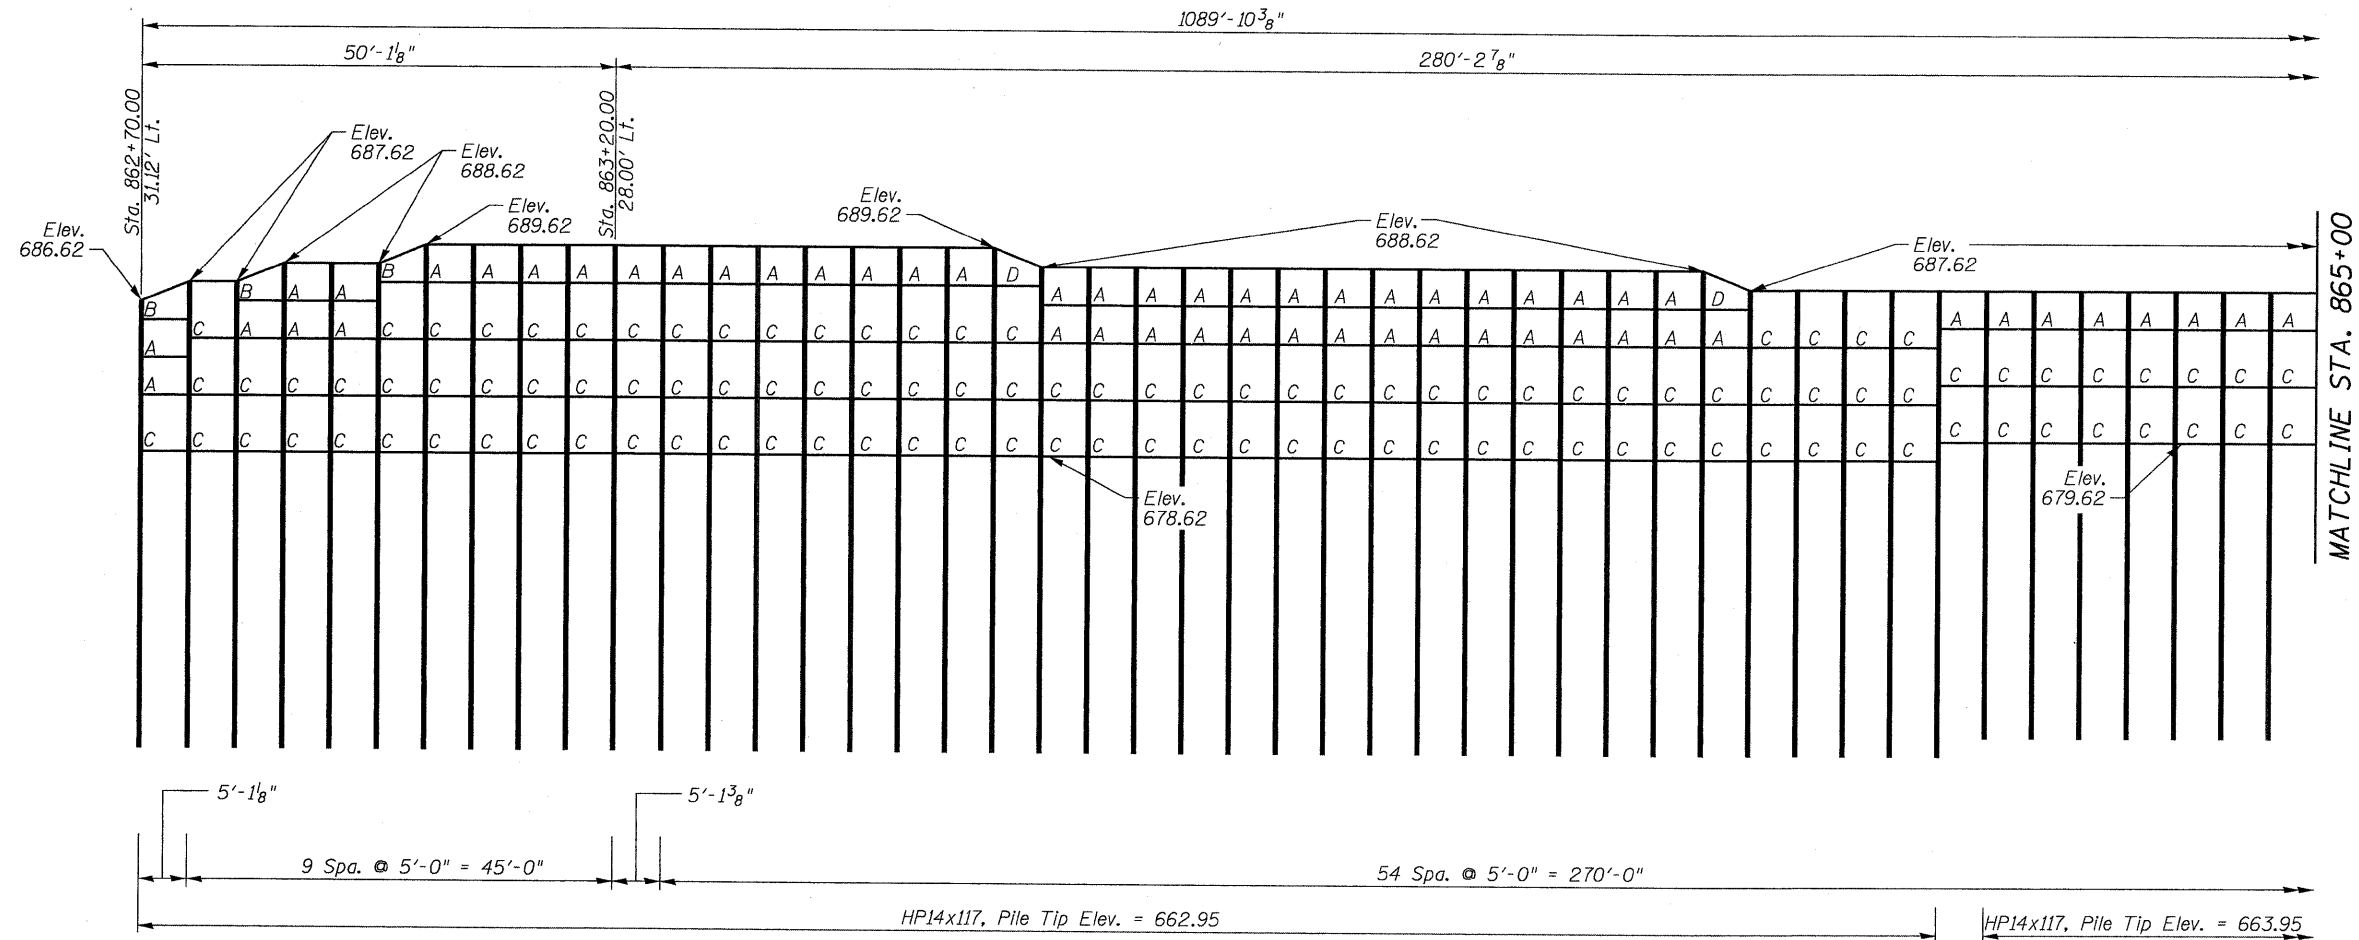 1089'-10 3/8"
50'-1 1/8"
280'-2 7/8"
Sta. 862+70.00
31.12' Lt.
Elev.
687.62
Elev.
688.62
Sta. 863+20.00
28.00' Lt.
Elev.
686.62
Elev.
689.62
Elev.
689.62
Elev.
688.62
Elev.
687.62
MATCHLINE STA. 865+00
B A A A A A A A A A A A A D
B A A
B
A A A A A A A A A A A A A A D
A A A A A A A A
C A A A C C C C C C C C C C C C C C
A A A A A A A A A A A A A A A C C C C
A
A C C C C C C C C C C C C C C C C C C C C C C C C C C C C C C C C C C C C C
C C C C C C C C
C C C C C C C C C C C C C C C C C C C C C C C C C C C C C C C C C C C C C C
C C C C C C C C
Elev.
678.62
Elev.
679.62
5'-1 1/8"
5'-1 3/8"
9 Spa. @ 5'-0" = 45'-0"
54 Spa. @ 5'-0" = 270'-0"
HP14x117, Pile Tip Elev. = 662.95
HP14x117, Pile Tip Elev. = 663.95